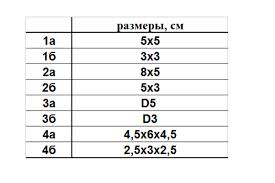 размеры, см
1а 5х5
1б 3х3
2а 8х5
2б 5х3
3а D5
3б D3
4а 4,5х6х4,5
4б 2,5х3х2,5